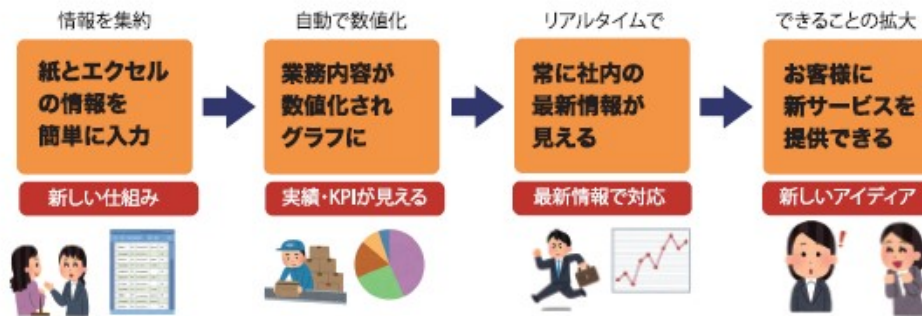 情報を集約
紙とエクセル
の情報を
簡単に入力
新しい仕組み
自動で数値化
業務内容が
数値化され
グラフに
実績・KPIが見える
リアルタイムで
常に社内の
最新情報が
見える
最新情報で対応
できることの拡大
お客様に
新サービスを
提供できる
新しいアイディア
！